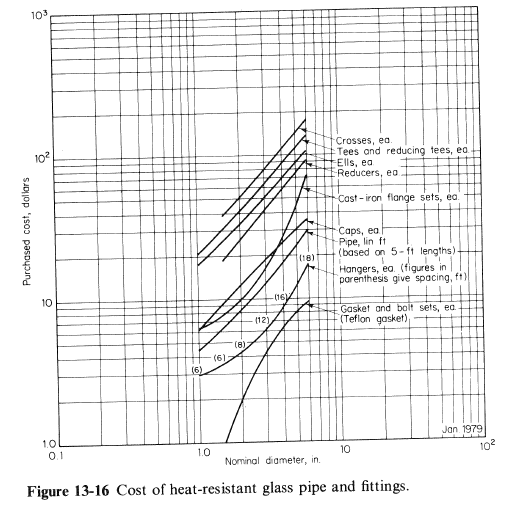 10³
Crosses, ea.
Tees and reducing tees, ea.
10²
Ells, ea.
Reducers, ea.
Purchased cost, dollars
Cast-iron flange sets, ea.
Caps, ea.
Pipe, lin ft
(based on 5-ft lengths)
(18)
Hangers, ea. (figures in
parenthesis give spacing, ft)
(16)
10
Gasket and bolt sets, ea.
(Teflon gasket)
(12)
(8)
(6)
(6)
Jan. 1979
1.0
0.1
1.0
10
10²
Nominal diameter, in.
Figure 13-16 Cost of heat-resistant glass pipe and fittings.